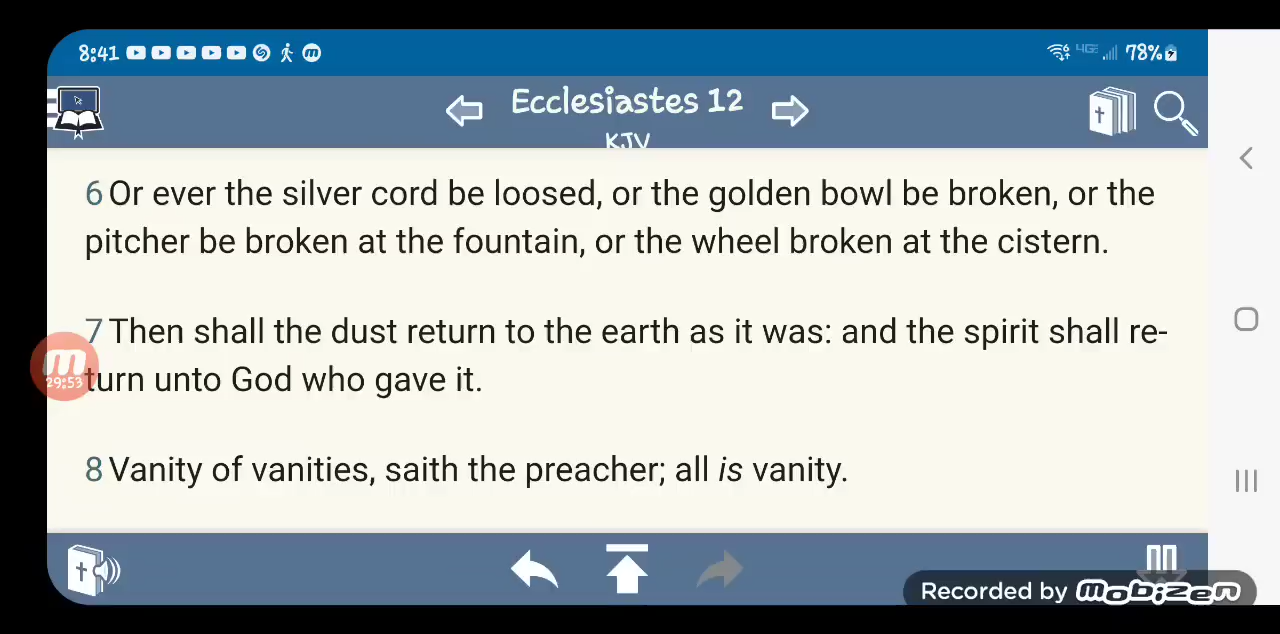 8:41 4GE 78%
Ecclesiastes 12
KJV
6 Or ever the silver cord be loosed, or the golden bowl be broken, or the
pitcher be broken at the fountain, or the wheel broken at the cistern.
7 Then shall the dust return to the earth as it was: and the spirit shall re-
turn unto God who gave it.
29:53
8 Vanity of vanities, saith the preacher; all is vanity.
Recorded by mobizen